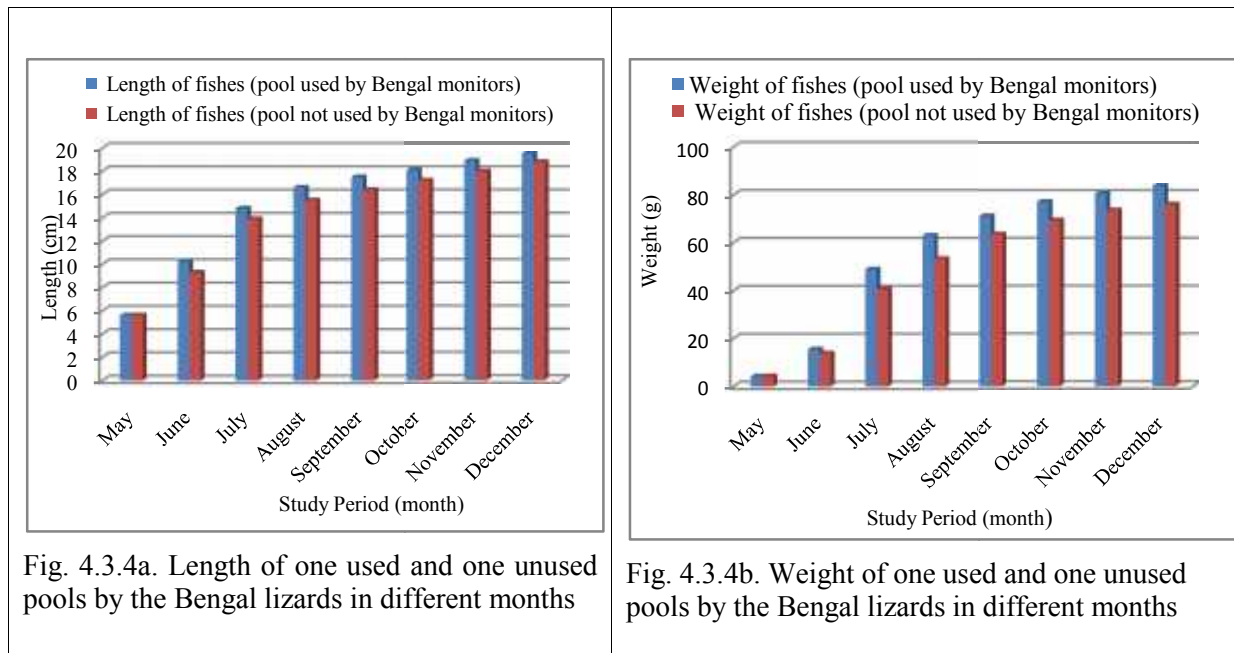 Length of fishes (pool used by Bengal monitors)
Length of fishes (pool not used by Bengal monitors)
20
18
16
14
12
10
8
6
4
2
0
Length (cm)
May
June
July
August
September
October
November
December
Study Period (month)
Fig. 4.3.4a. Length of one used and one unused
pools by the Bengal lizards in different months
Weight of fishes (pool used by Bengal monitors)
Weight of fishes (pool not used by Bengal monitors)
100
80
60
40
20
0
Weight (g)
May
June
July
August
September
October
November
December
Study Period (month)
Fig. 4.3.4b. Weight of one used and one unused
pools by the Bengal lizards in different months